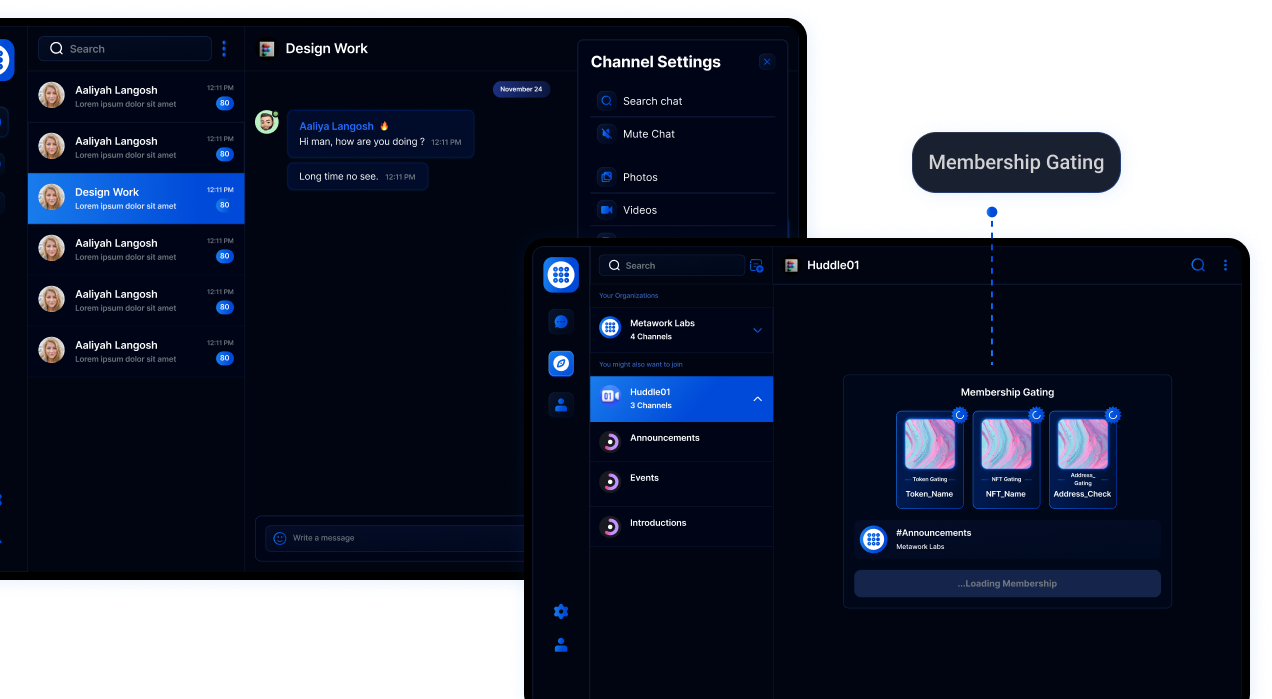 Search
Aaliyah Langosh
12:11 PM
Lorem ipsum dolor sit amet
80
Aaliyah Langosh
12:11 PM
Lorem ipsum dolor sit amet
80
Design Work
12:11 PM
Lorem ipsum dolor sit amet
80
Aaliyah Langosh
12:11 PM
Lorem ipsum dolor sit amet
80
Aaliyah Langosh
12:11 PM
Lorem ipsum dolor sit amet
80
Aaliyah Langosh
12:11 PM
Lorem ipsum dolor sit amet
80
Design Work
November 24
Aaliya Langosh 🔥
Hi man, how are you doing ? 12:11 PM
Long time no see. 12:11 PM
Write a message
Channel Settings
Search chat
Mute Chat
Photos
Videos
Membership Gating
Search
Your Organizations
Metawork Labs
4 Channels
You might also want to join
01
Huddle01
3 Channels
Announcements
Events
Introductions
Huddle01
Membership Gating
Token Gating
Token_Name
NFT Gating
NFT_Name
Address_
Gating
Address_Check
#Announcements
Metawork Labs
...Loading Membership